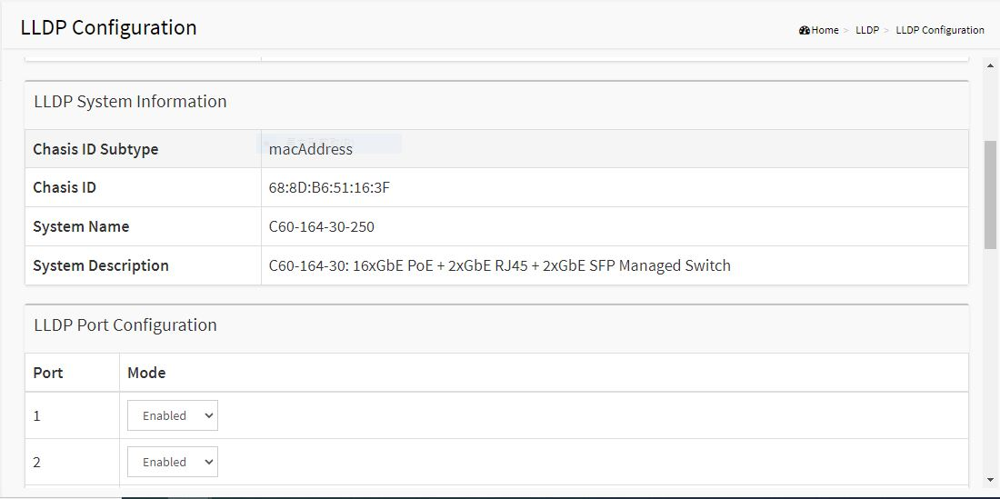 LLDP Configuration
Home > LLDP > LLDP Configuration
LLDP System Information
Chasis ID Subtype macAddress
Chasis ID 68:8D:B6:51:16:3F
System Name C60-164-30-250
System Description C60-164-30: 16xGbE PoE + 2xGbE RJ45 + 2xGbE SFP Managed Switch
LLDP Port Configuration
Port Mode
1 Enabled
2 Enabled